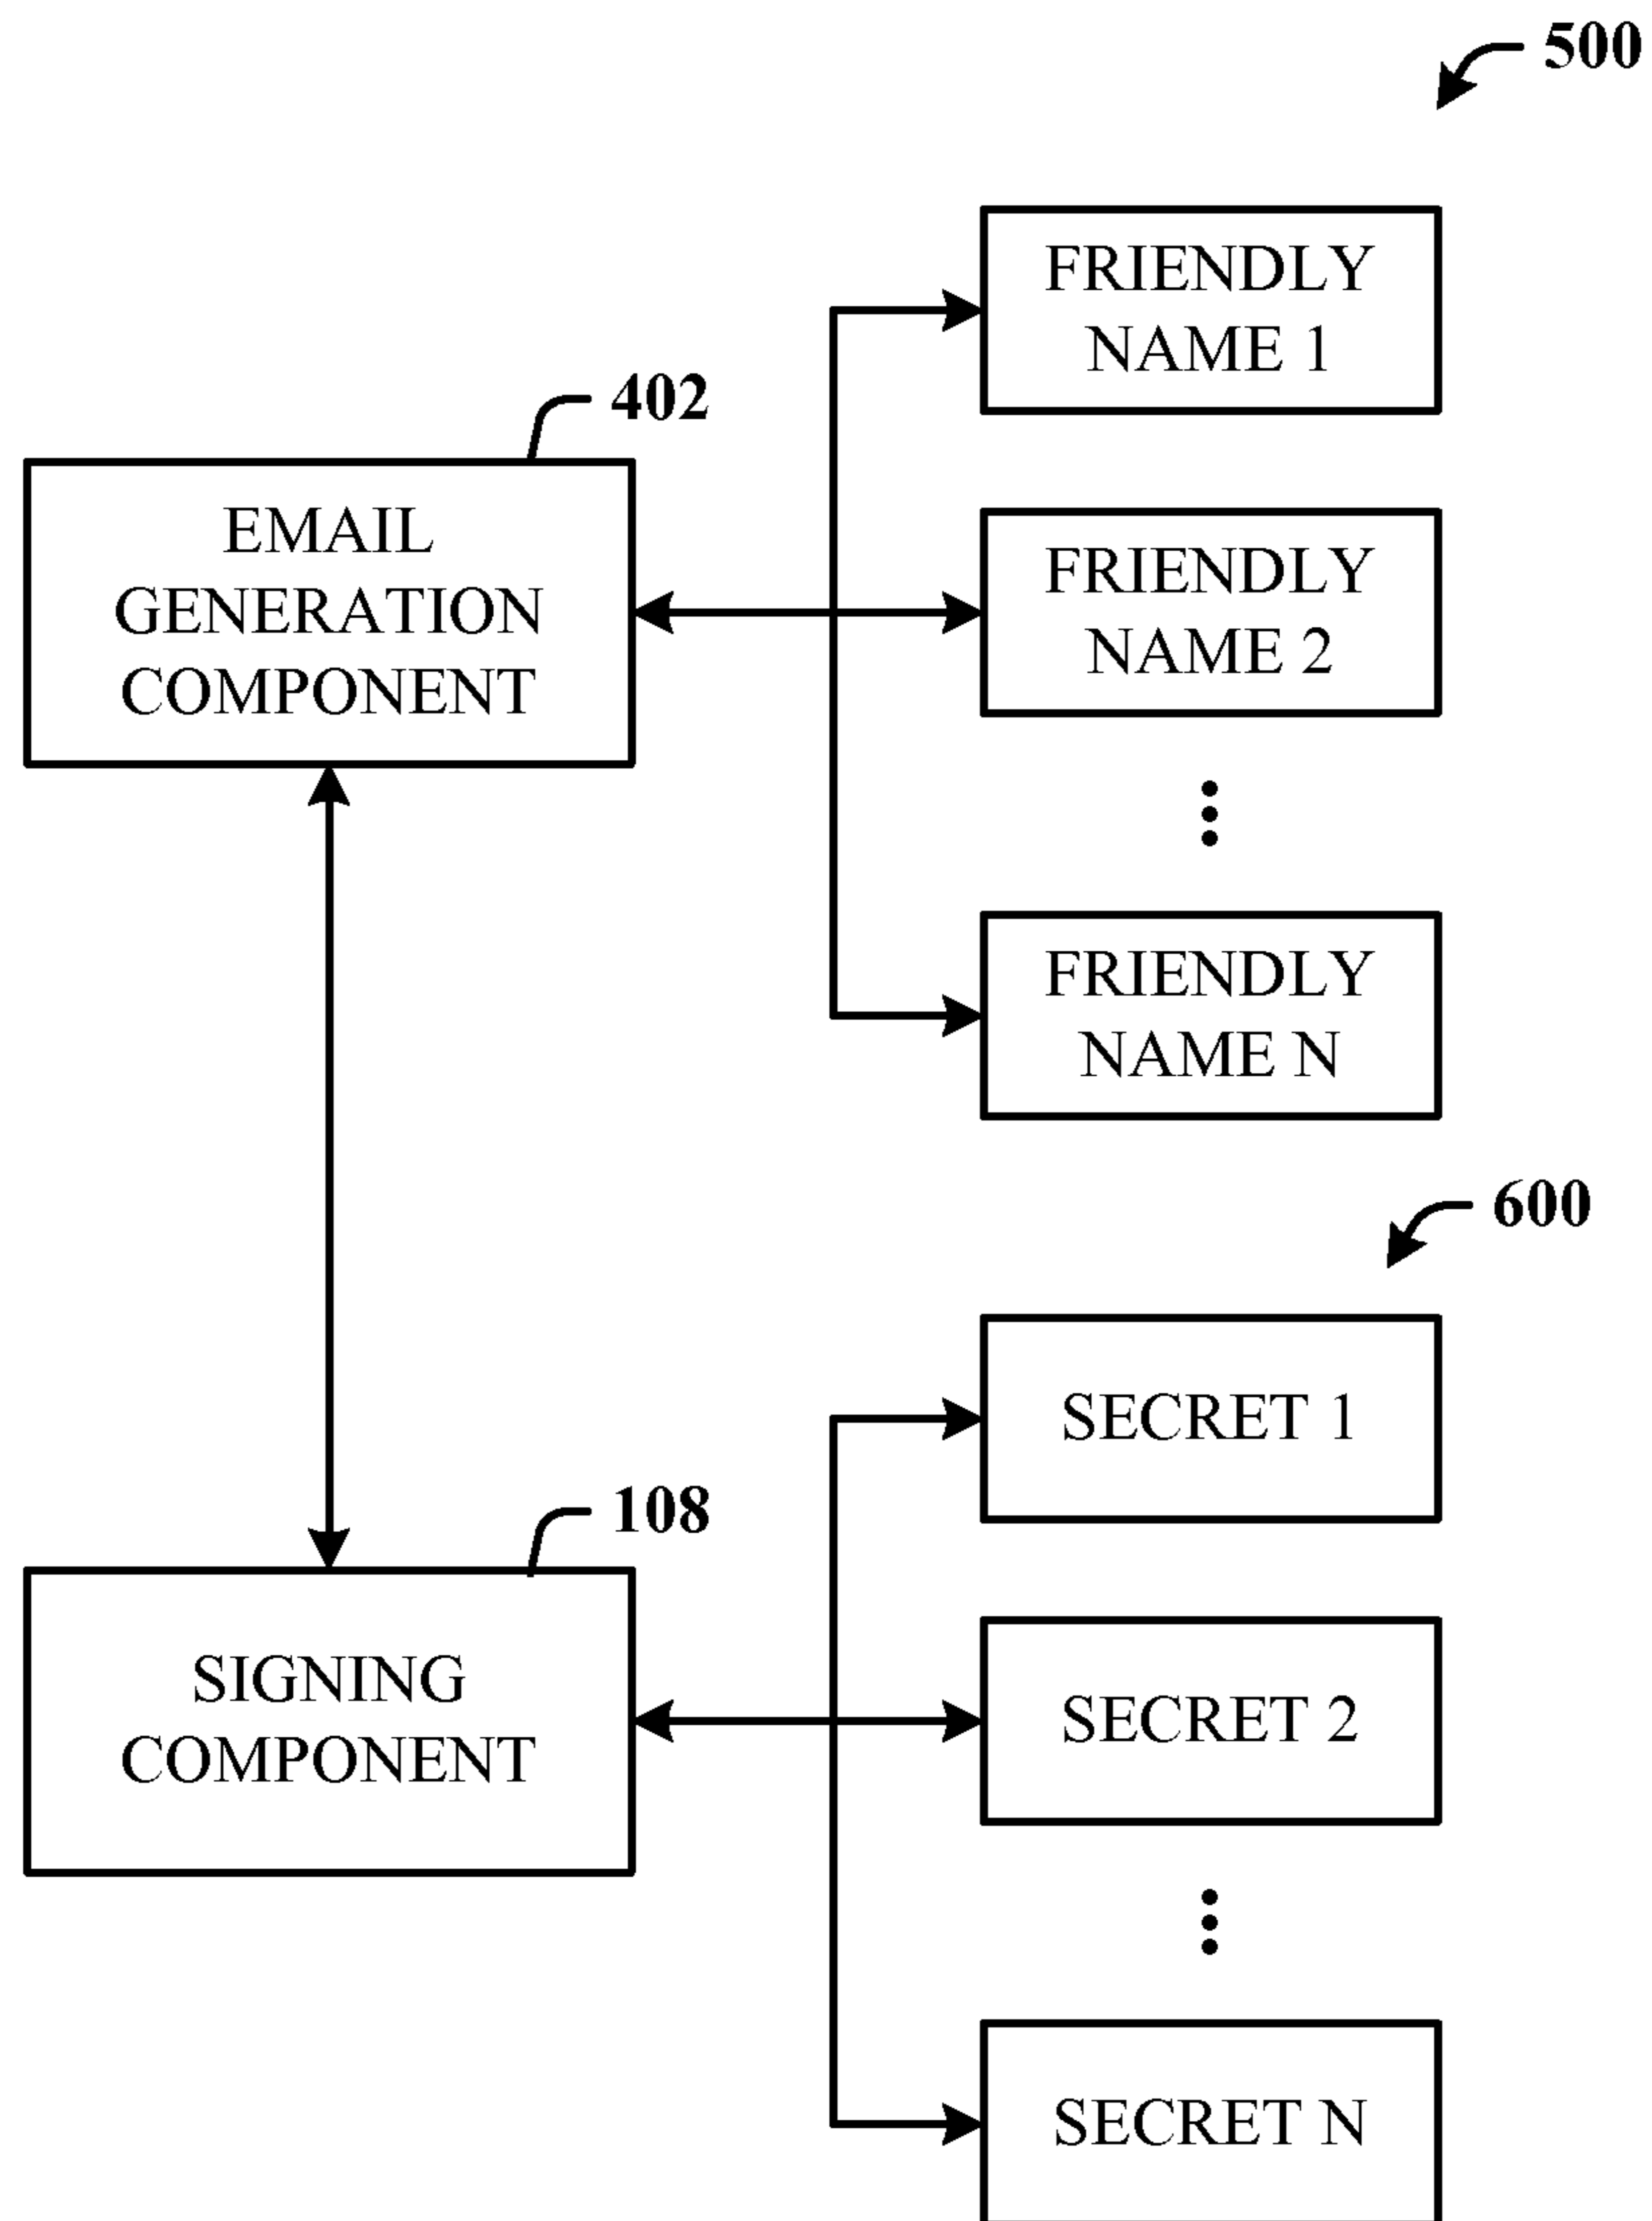 500
FRIENDLY
NAME 1
402
EMAIL
GENERATION
COMPONENT
FRIENDLY
NAME 2
FRIENDLY
NAME N
600
SECRET 1
108
SIGNING
COMPONENT
SECRET 2
SECRET N